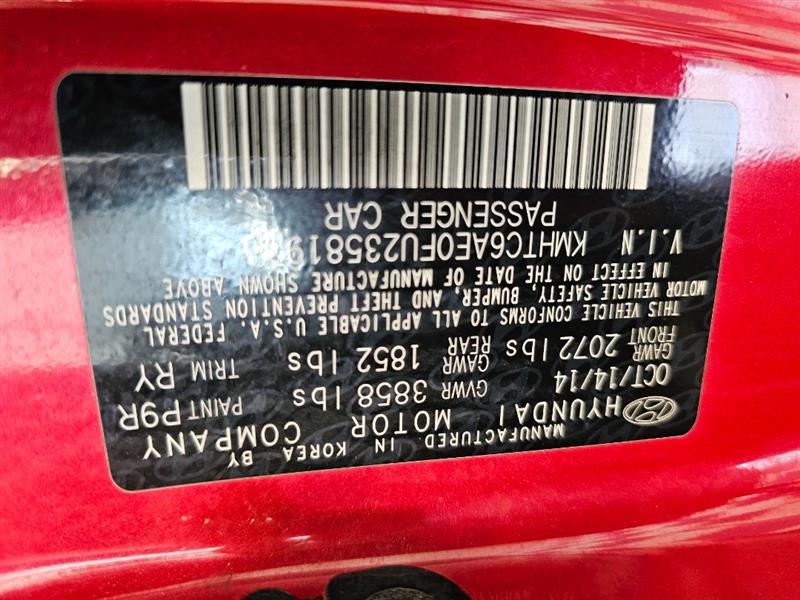 MANUFACTURED IN KOREA BY
HYUNDAI MOTOR COMPANY
OCT/14/14 GVWR 3858 lbs PAINT P9R
GAWR FRONT 2072 lbs GAWR REAR 1852 lbs TRIM RY
THIS VEHICLE CONFORMS TO ALL APPLICABLE U.S.A. FEDERAL
MOTOR VEHICLE SAFETY, BUMPER, AND THEFT PREVENTION STANDARDS
IN EFFECT ON THE DATE OF MANUFACTURE SHOWN ABOVE
V.I.N KMHTC6AE0FU235819
PASSENGER CAR